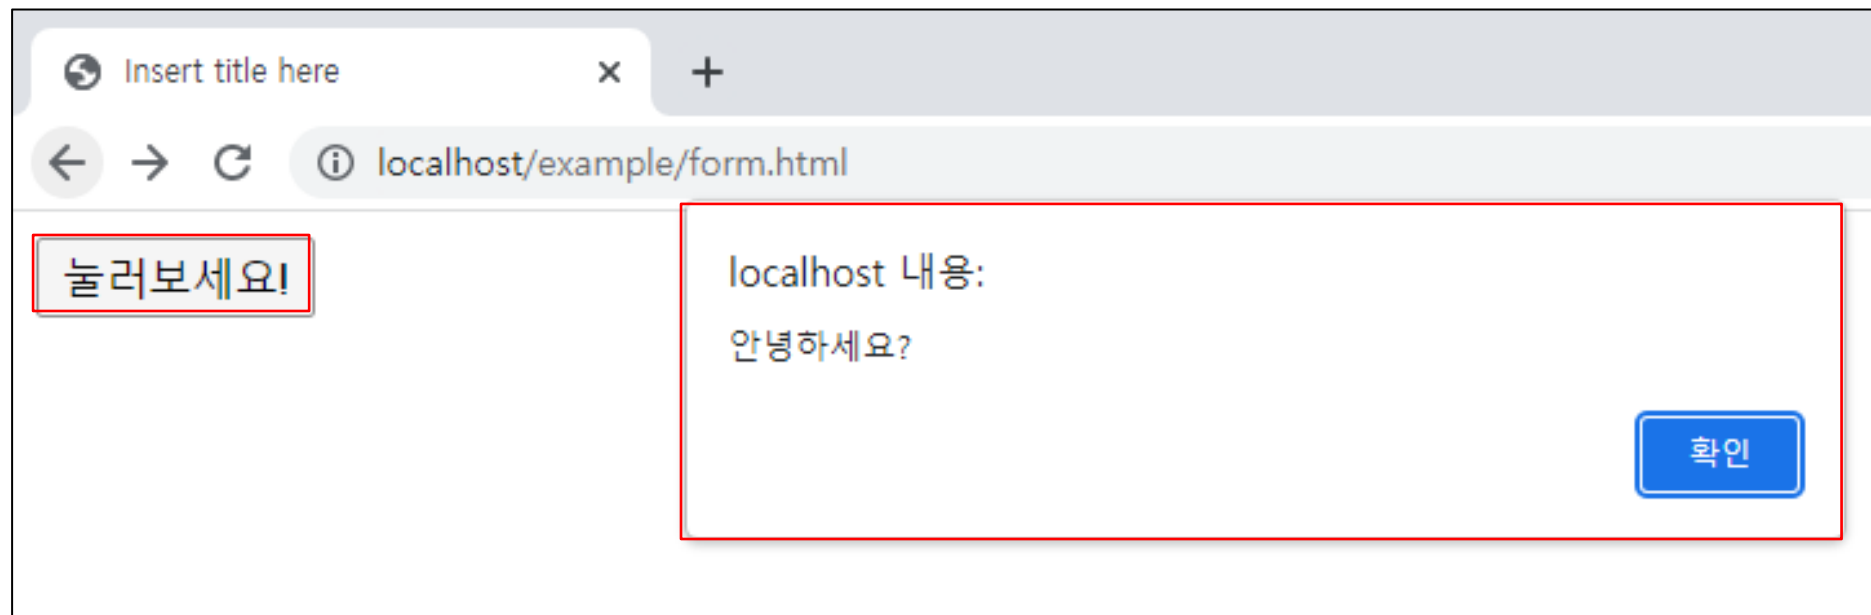 Insert title here
localhost/example/form.html
눌러보세요!
localhost 내용:
안녕하세요?
확인